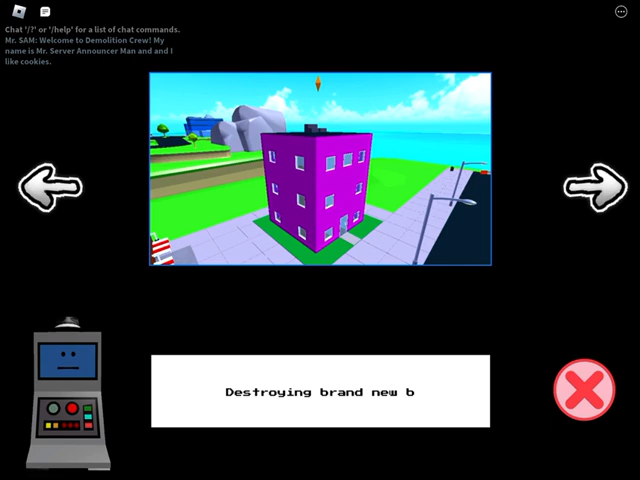 Chat '/?' or '/help' for a list of chat commands.
Mr. SAM: Welcome to Demolition Crew! My
name is Mr. Server Announcer Man and and I
like cookies.
Destroying brand new b